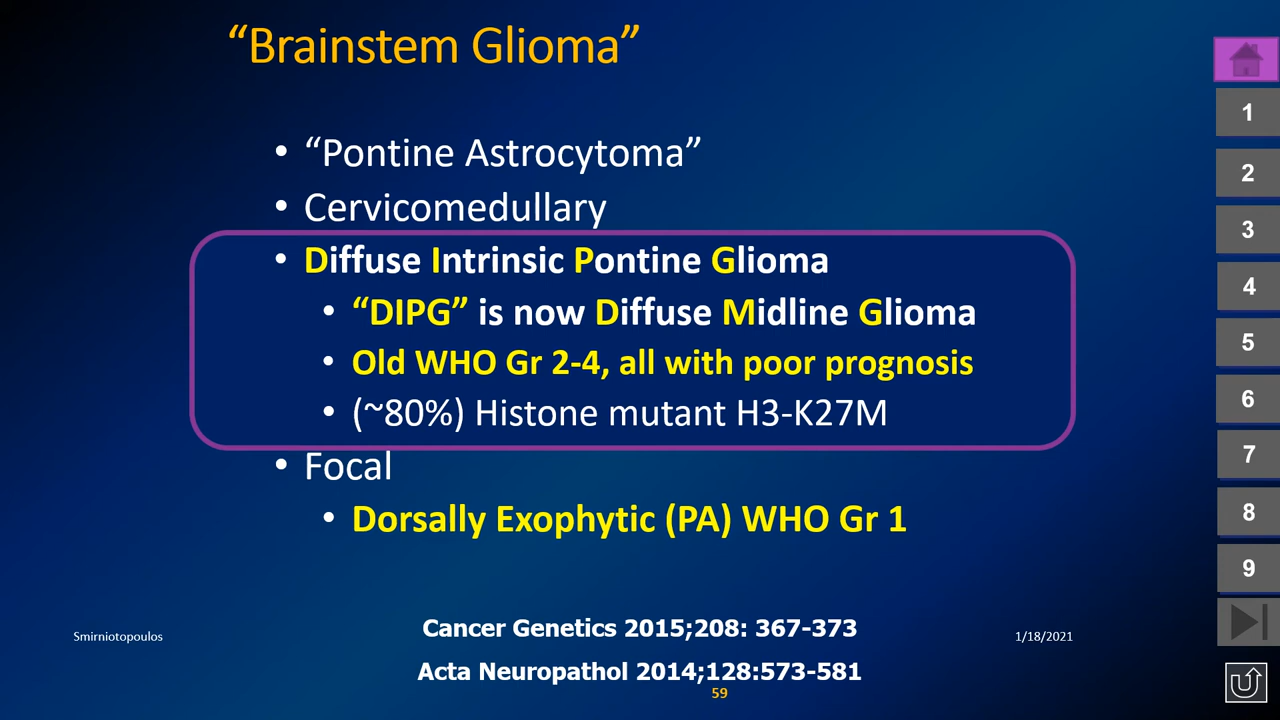 “Brainstem Glioma”
• “Pontine Astrocytoma”
• Cervicomedullary
• Diffuse Intrinsic Pontine Glioma
• “DIPG” is now Diffuse Midline Glioma
• Old WHO Gr 2-4, all with poor prognosis
• (~80%) Histone mutant H3-K27M
• Focal
• Dorsally Exophytic (PA) WHO Gr 1
Smirniotopoulos
Cancer Genetics 2015;208: 367-373
Acta Neuropathol 2014;128:573-581
1/18/2021
59
1
2
3
4
5
6
7
8
9